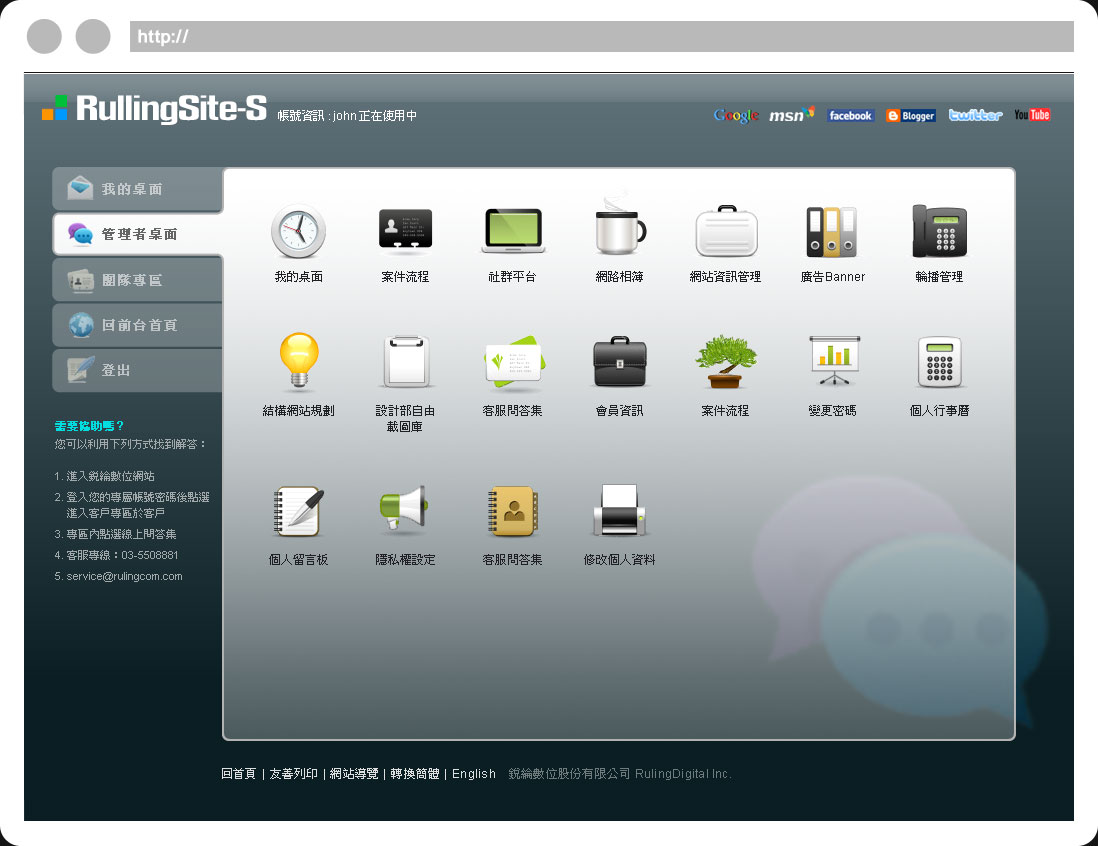 http://
RullingSite-S 帳號資訊 : john 正在使用中
Google msn facebook Blogger twitter YouTube
我的桌面
管理者桌面
團隊專區
回前台首頁
登出
需要協助嗎？
您可以利用下列方式找到解答：
1. 進入銳綸數位網站
2. 登入您的專屬帳號密碼後點選
進入客戶專區於客戶
3. 專區內點選線上問答集
4. 客服專線：03-5508881
5. service@rulingcom.com
我的桌面 案件流程 社群平台 網路相簿 網站資訊管理 廣告Banner 輪播管理
結構網站規劃 設計部自由 客服問答集 會員資訊 案件流程 變更密碼 個人行事曆
載圖庫
個人留言板 隱私權設定 客服問答集 修改個人資料
回首頁 | 友善列印 | 網站導覽 | 轉換簡體 | English 銳綸數位股份有限公司 RulingDigital Inc.